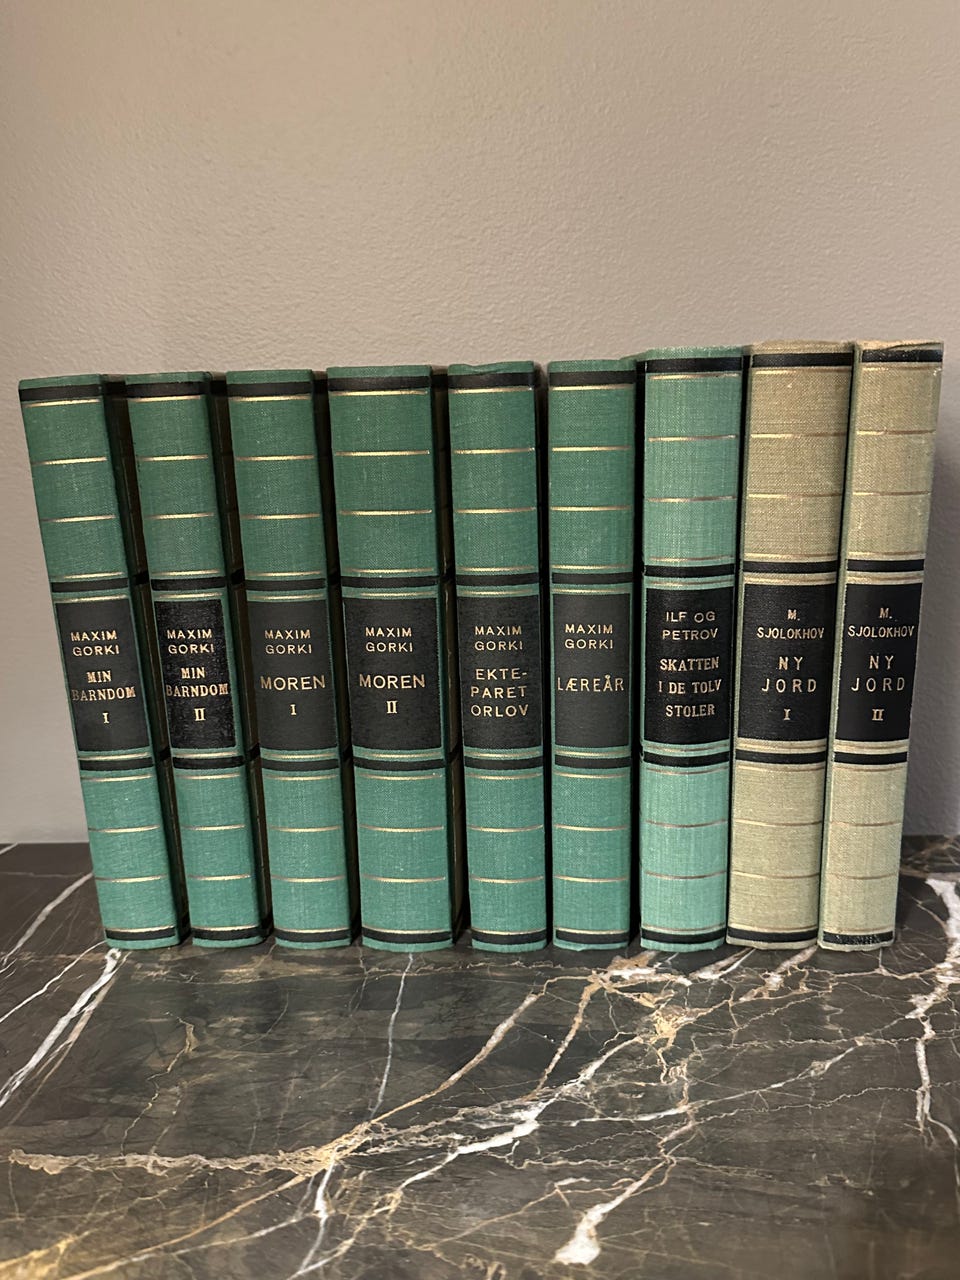 MAXIM
GORKI
MIN
BARNDOM
I
MAXIM
GORKI
MIN
BARNDOM
II
MAXIM
GORKI
MOREN
I
MAXIM
GORKI
MOREN
II
MAXIM
GORKI
EKTE-
PARET
ORLOV
MAXIM
GORKI
LÆREÅR
ILF OG
PETROV
SKATTEN
I DE TOLV
STOLER
M.
SJOLOKHOV
NY
JORD
I
M.
SJOLOKHOV
NY
JORD
II